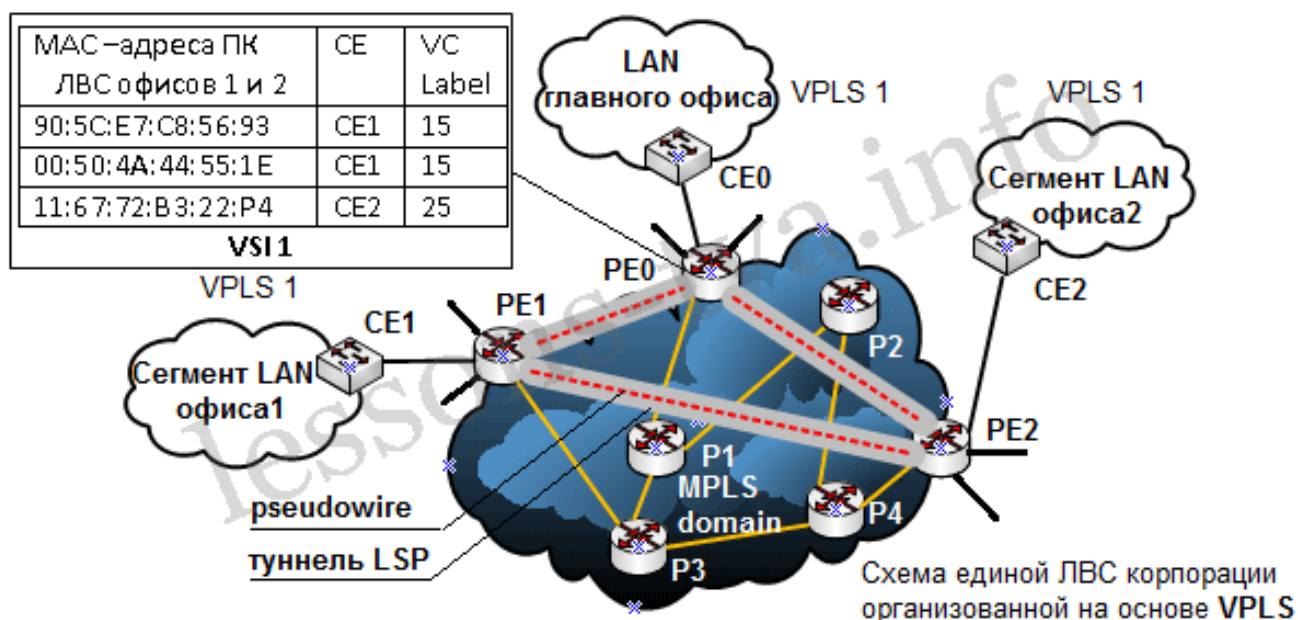 МАС–адреса ПК
ЛВС офисов 1 и 2
CE
VC
Label
90:5C:E7:C8:56:93
CE1
15
00:50:4A:44:55:1E
CE1
15
11:67:72:B3:22:P4
CE2
25
VSI 1
LAN
главного офиса
VPLS 1
CE0
VPLS 1
Сегмент LAN
офиса2
CE2
VPLS 1
CE1
Сегмент LAN
офиса1
PE1
PE0
P2
PE2
P1
MPLS
domain
P4
P3
pseudowire
туннель LSP
Схема единой ЛВС корпорации
организованной на основе VPLS